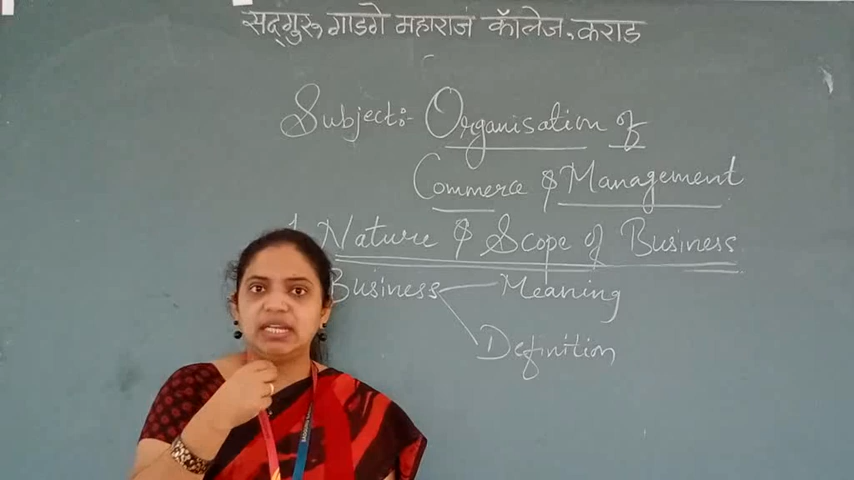 सद्गुरू गाडगे महाराज कॉलेज, कराड
Subject:- Organisation of
Commerce & Management
1. Nature & Scope of Business
Business Meaning
Definition